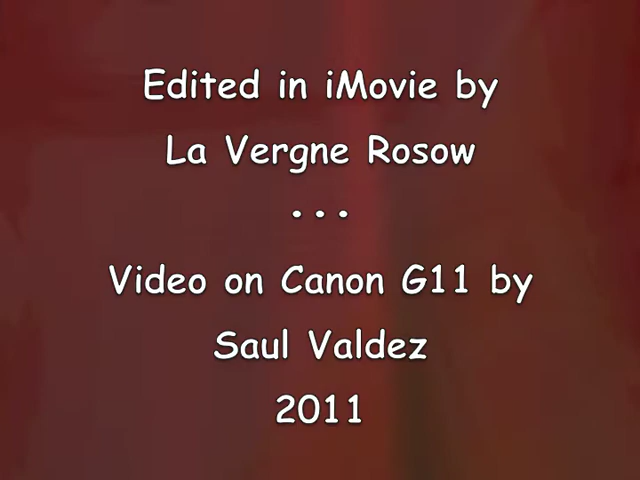 Edited in iMovie by
La Vergne Rosow
...
Video on Canon G11 by
Saul Valdez
2011